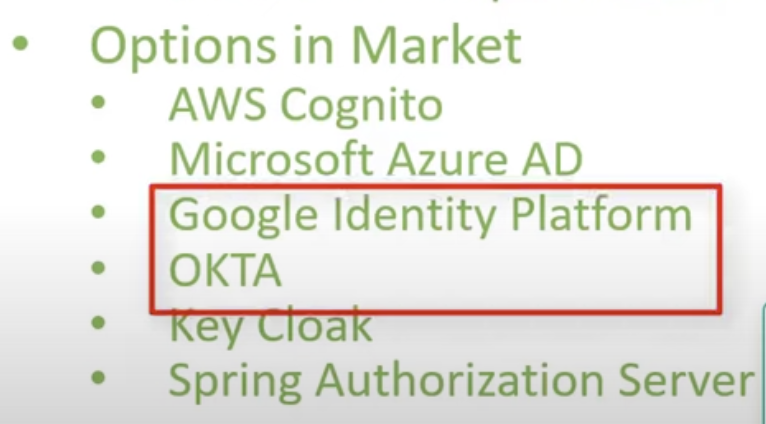 • Options in Market
• AWS Cognito
• Microsoft Azure AD
• Google Identity Platform
• OKTA
• Key Cloak
• Spring Authorization Server